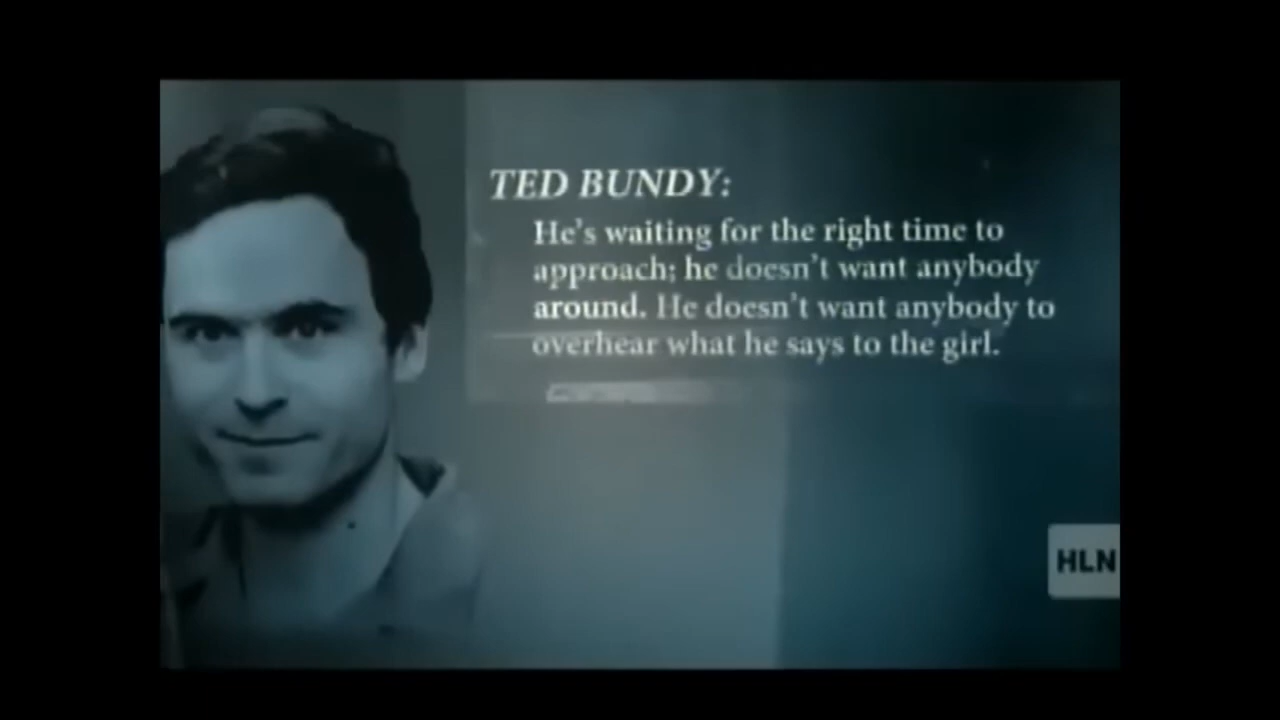 TED BUNDY:
He's waiting for the right time to
approach; he doesn't want anybody
around. He doesn't want anybody to
overhear what he says to the girl.
HLN